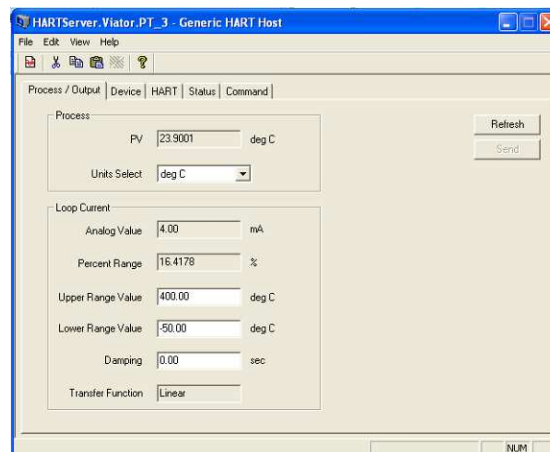 HARTServer.Viator.PT_3 - Generic HART Host
File Edit View Help
Process / Output Device HART Status Command
Process
PV 23.9001 deg C
Units Select deg C
Refresh
Send
Loop Current
Analog Value 4.00 mA
Percent Range 16.4178 %
Upper Range Value 400.00 deg C
Lower Range Value -50.00 deg C
Damping 0.00 sec
Transfer Function Linear
NUM